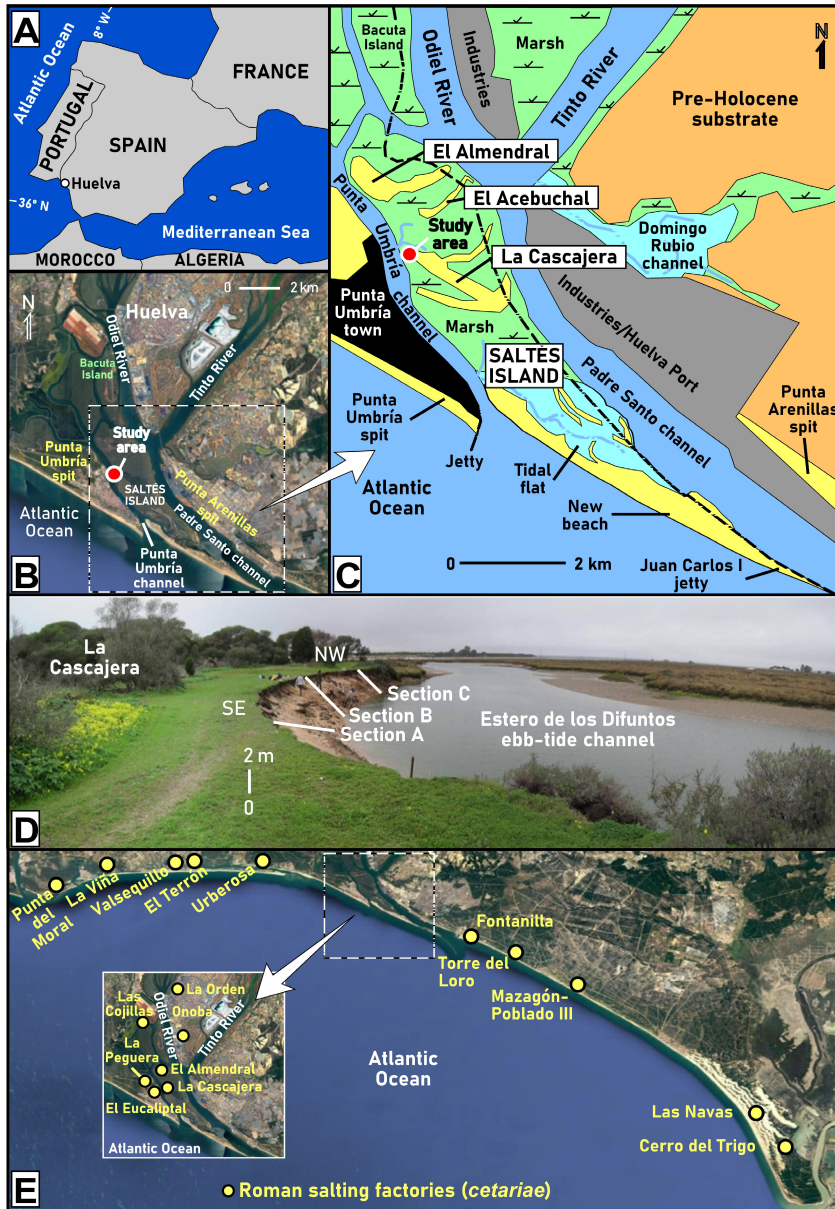 A
Atlantic Ocean
8° W
FRANCE
PORTUGAL
SPAIN
Huelva
36° N
Mediterranean Sea
MOROCCO
ALGERIA
B
N
0 2 km
Huelva
Odiel River
Tinto River
Bacuta
Island
Study
area
Punta
Umbría
spit
SALTÈS
ISLAND
Punta Arenillas
spit
Padre Santo channel
Atlantic
Ocean
Punta
Umbría
channel
C
N
Bacuta
Island
Odiel River
Industries
Marsh
Tinto River
Pre-Holocene
substrate
El Almendral
El Acebuchal
Study
area
La Cascajera
Domingo
Rubio
channel
Punta
Umbría channel
Punta
Umbría
town
Marsh
Industries/Huelva Port
SALTÈS
ISLAND
Padre Santo channel
Punta
Umbría
spit
Jetty
Tidal
flat
Punta
Arenillas
spit
Atlantic
Ocean
New
beach
0 2 km
Juan Carlos I
jetty
D
La
Cascajera
NW
SE
Section C
Section B
Section A
Estero de los Difuntos
ebb-tide channel
2 m
0
E
Punta
del
Moral
La Viña
Valsequillo
El Terrón
Urberosa
Fontanilla
Torre del
Loro
Mazagón-
Poblado III
La Orden
Las
Cojillas
Odiel River
Onoba
Tinto River
La
Peguera
El Almendral
La Cascajera
El Eucaliptal
Atlantic Ocean
Atlantic
Ocean
Las Navas
Cerro del Trigo
Roman salting factories (cetariae)